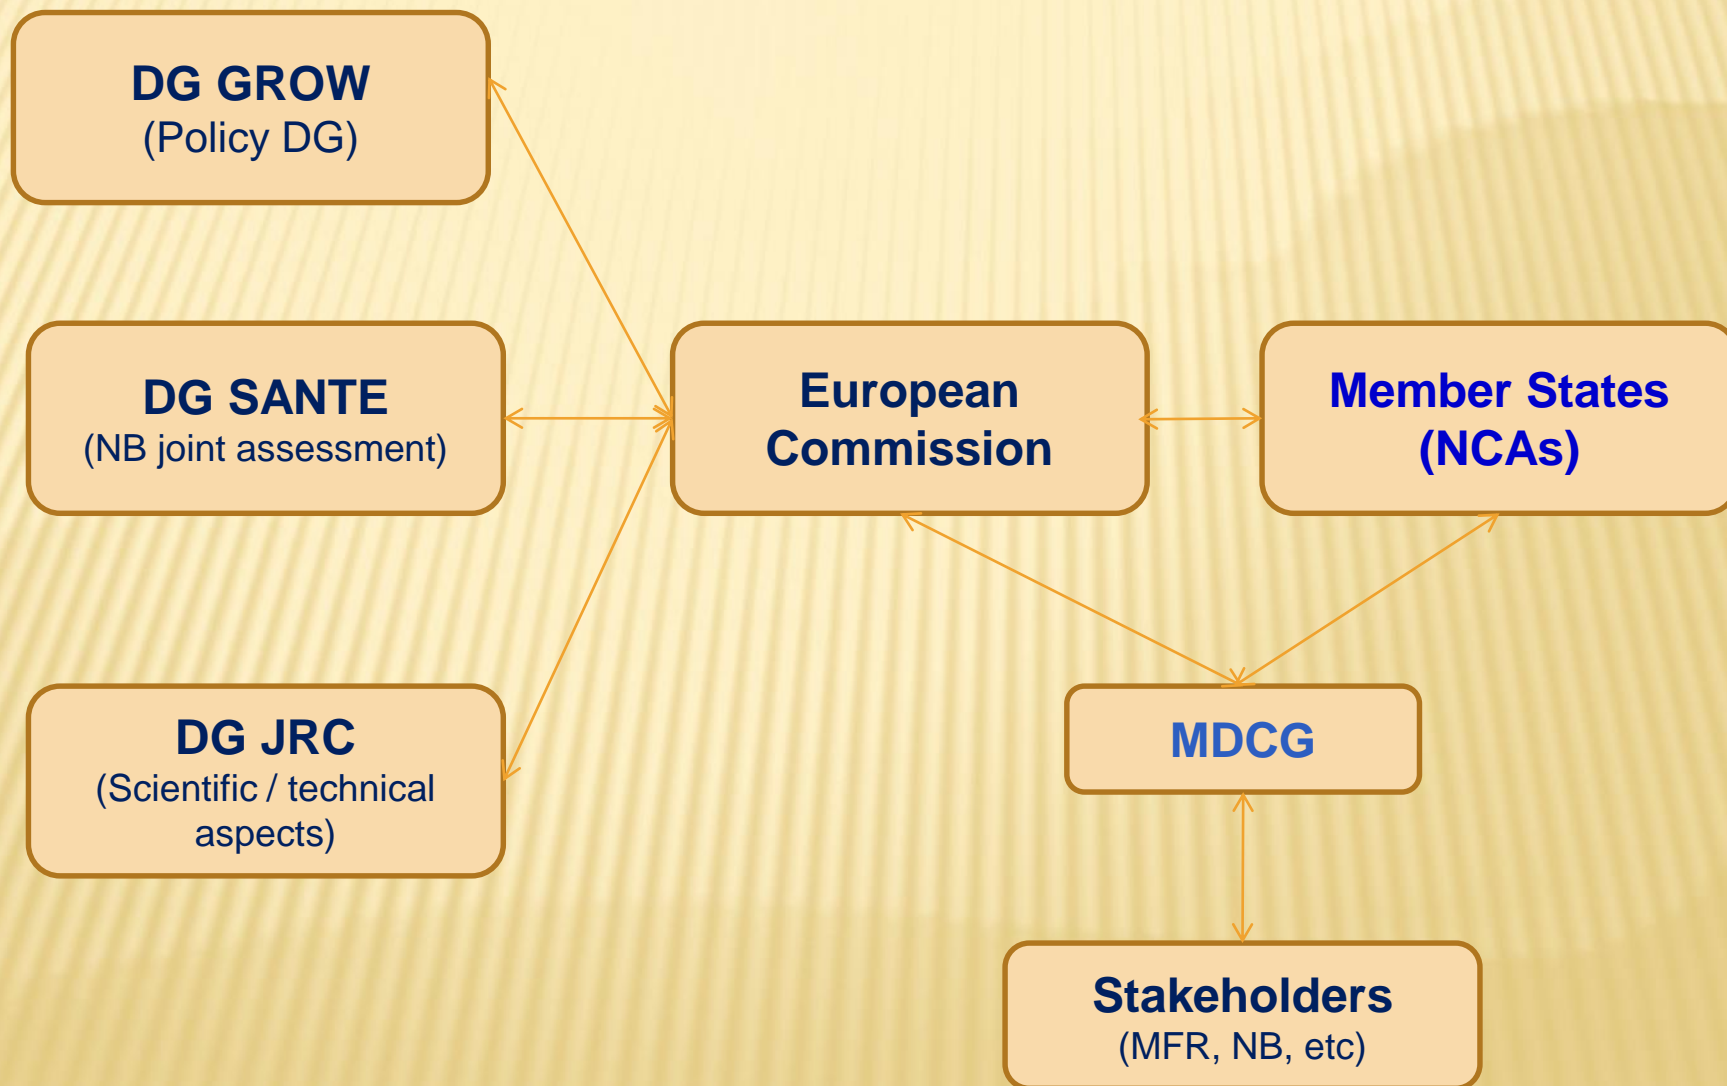 DG GROW
(Policy DG)
DG SANTE
(NB joint assessment)
European
Commission
Member States
(NCAs)
DG JRC
(Scientific / technical
aspects)
MDCG
Stakeholders
(MFR, NB, etc)